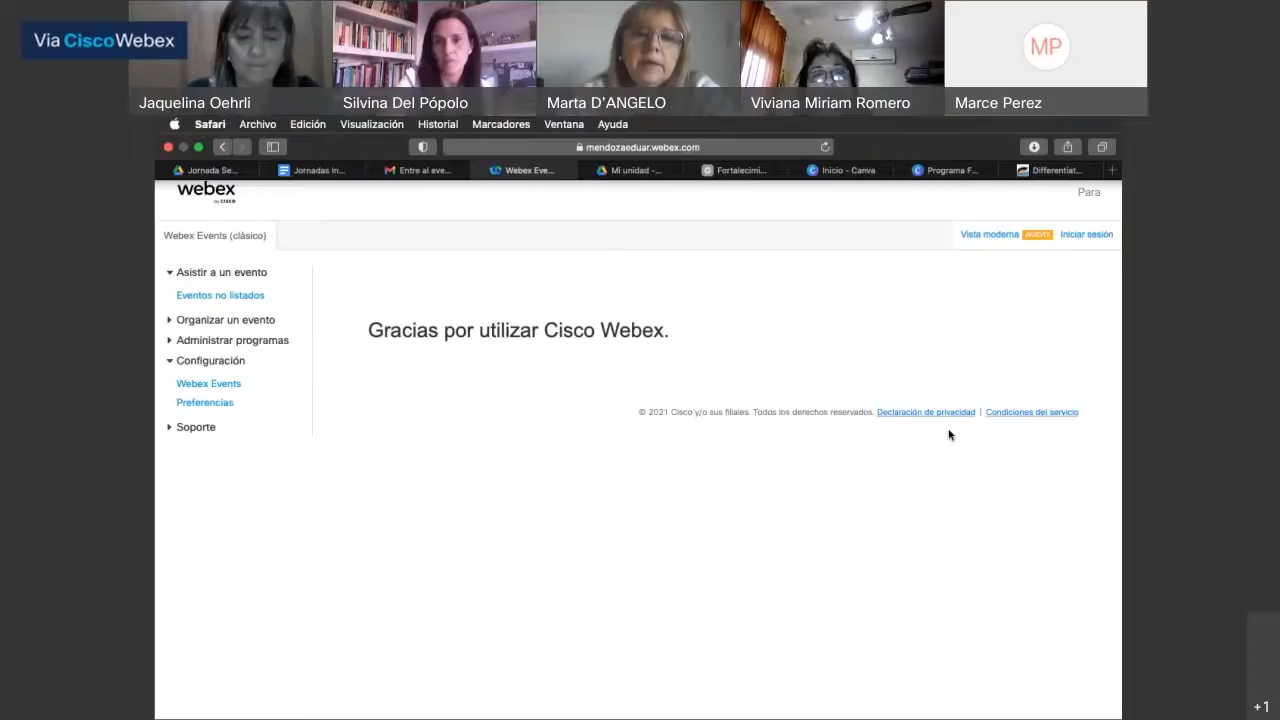 Via Cisco Webex
Jaquelina Oehrli
Silvina Del Pópolo
Marta D'ANGELO
Viviana Miriam Romero
MP
Marce Perez
Safari Archivo Edición Visualización Historial Marcadores Ventana Ayuda
mendozaeduar.webex.com
Jornada Se...
Jornadas In...
Entre al eve...
Webex Eve...
Mi unidad -...
Fortalecimi...
Inicio - Canva
Programa F...
Differentiat...
webex
by CISCO
Para
Webex Events (clásico)
Vista moderna NUEVO Iniciar sesión
Asistir a un evento
Eventos no listados
Organizar un evento
Administrar programas
Configuración
Webex Events
Preferencias
Soporte
Gracias por utilizar Cisco Webex.
© 2021 Cisco y/o sus filiales. Todos los derechos reservados. Declaración de privacidad | Condiciones del servicio
+1